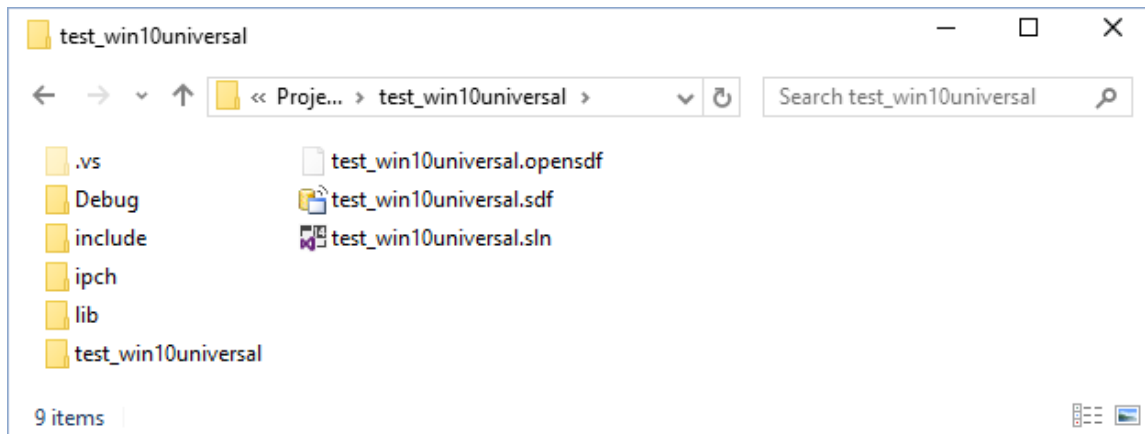 test_win10universal
« Proje... > test_win10universal > Search test_win10universal
.vs
Debug
include
ipch
lib
test_win10universal
test_win10universal.opensdf
test_win10universal.sdf
test_win10universal.sln
9 items